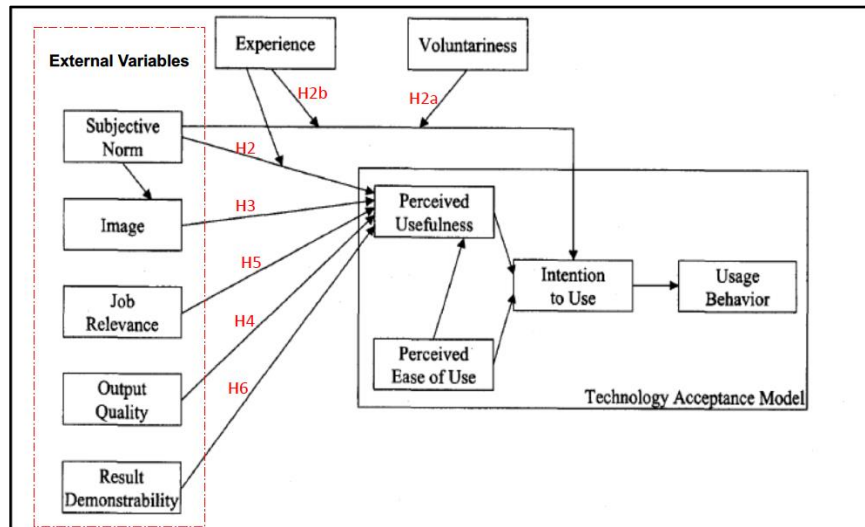 External Variables
Experience
Voluntariness
H2b
H2a
Subjective
Norm
H2
Image
H3
Perceived
Usefulness
H5
Job
Relevance
Intention
to Use
Usage
Behavior
H4
Perceived
Ease of Use
Output
Quality
H6
Technology Acceptance Model
Result
Demonstrability